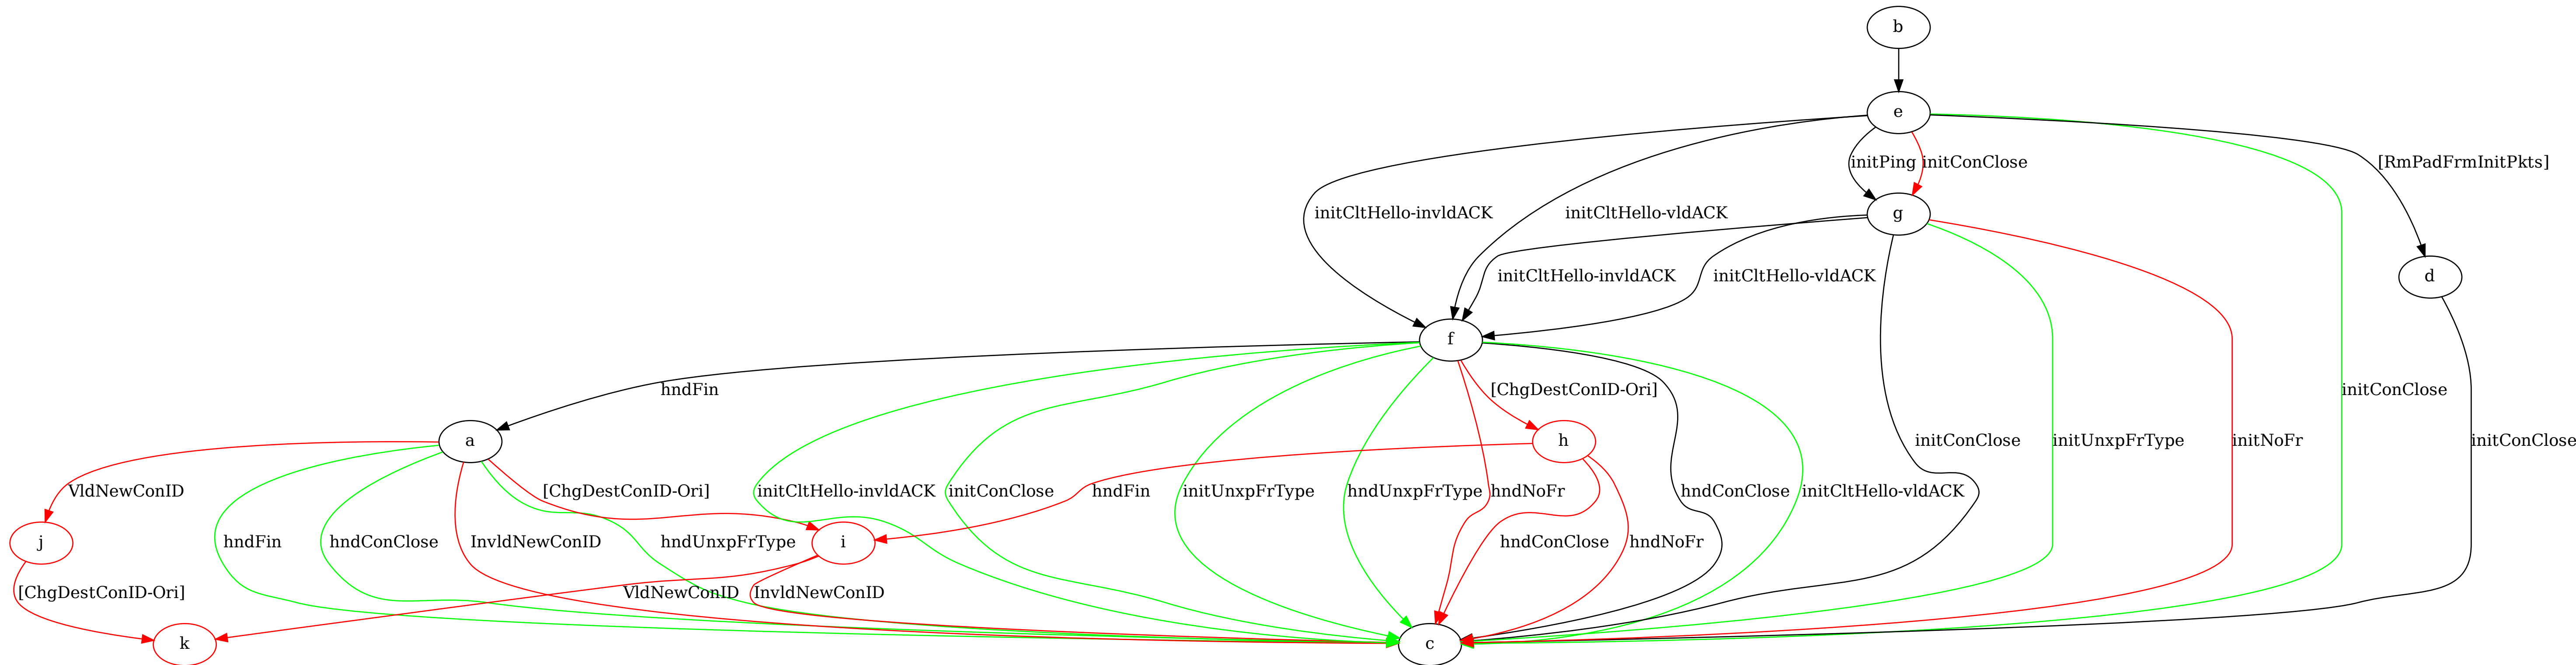 b
e
initPing
initConClose
[RmPadFrmInitPkts]
initCltHello-invldACK
initCltHello-vldACK
g
initCltHello-invldACK
initCltHello-vldACK
d
f
hndFin
[ChgDestConID-Ori]
initConClose
a
h
initConClose
initUnxpFrType
initNoFr
initConClose
VldNewConID
[ChgDestConID-Ori]
initCltHello-invldACK
initConClose
hndFin
initUnxpFrType
hndUnxpFrType
hndNoFr
hndConClose
initCltHello-vldACK
j
hndFin
hndConClose
InvldNewConID
hndUnxpFrType
i
hndConClose
hndNoFr
[ChgDestConID-Ori]
VldNewConID
InvldNewConID
k
c